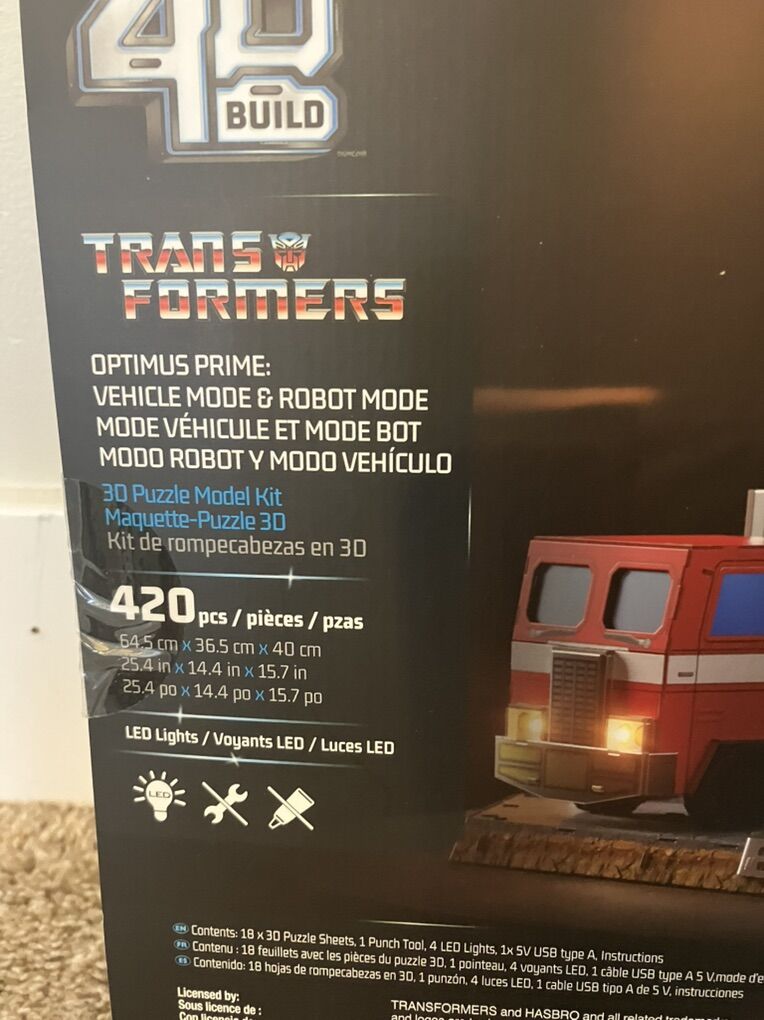 4D
BUILD
TRANS
FORMERS
OPTIMUS PRIME:
VEHICLE MODE & ROBOT MODE
MODE VÉHICULE ET MODE BOT
MODO ROBOT Y MODO VEHÍCULO
3D Puzzle Model Kit
Maquette-Puzzle 3D
Kit de rompecabezas en 3D
420 pcs / pièces / pzas
64.5 cm x 36.5 cm x 40 cm
25.4 in x 14.4 in x 15.7 in
25.4 po x 14.4 po x 15.7 po
LED Lights / Voyants LED / Luces LED
LED
EN Contents: 18 x 3D Puzzle Sheets, 1 Punch Tool, 4 LED Lights, 1x 5V USB type A, Instructions
FR Contenu : 18 feuillets avec les pièces du puzzle 3D, 1 pointeau, 4 voyants LED, 1 câble USB type A 5 V,mode d'e
ES Contenido: 18 hojas de rompecabezas en 3D, 1 punzón, 4 luces LED, 1 cable USB tipo A de 5 V, instrucciones
Licensed by:
Sous licence de :
Con licencia de
TRANSFORMERS and HASBRO and all related trademarks
and logos are